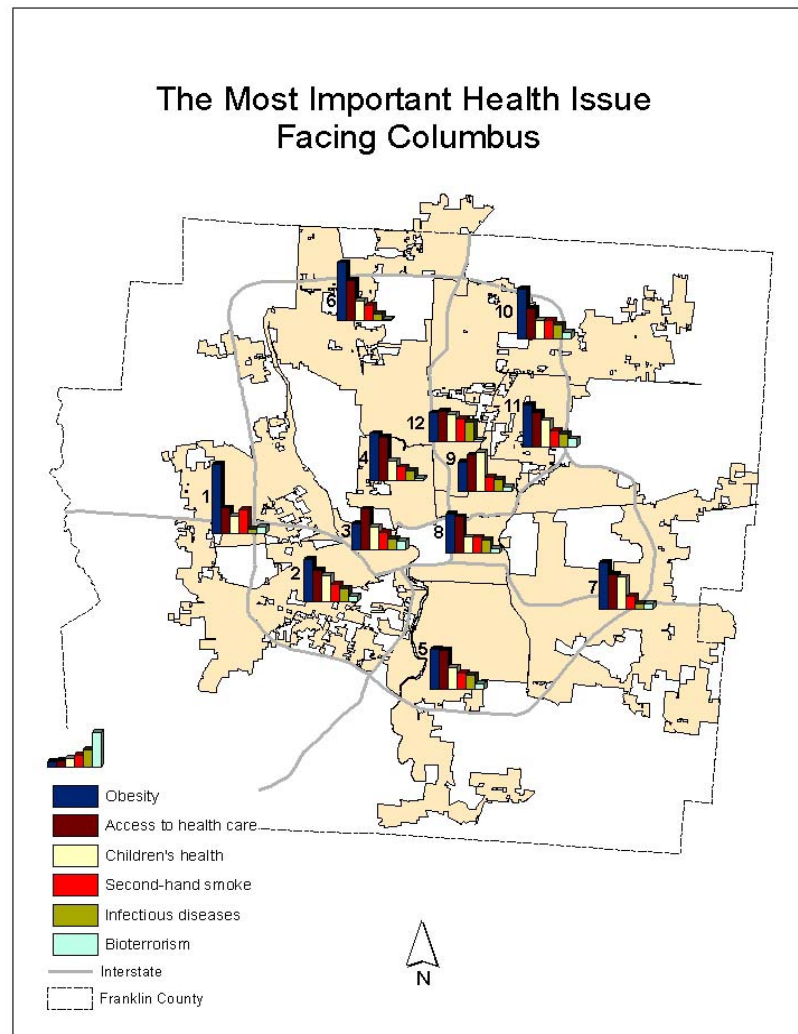 The Most Important Health Issue
Facing Columbus
6
10
12
11
4
9
1
3
8
2
7
5
Obesity
Access to health care
Children's health
Second-hand smoke
Infectious diseases
Bioterrorism
Interstate
Franklin County
N